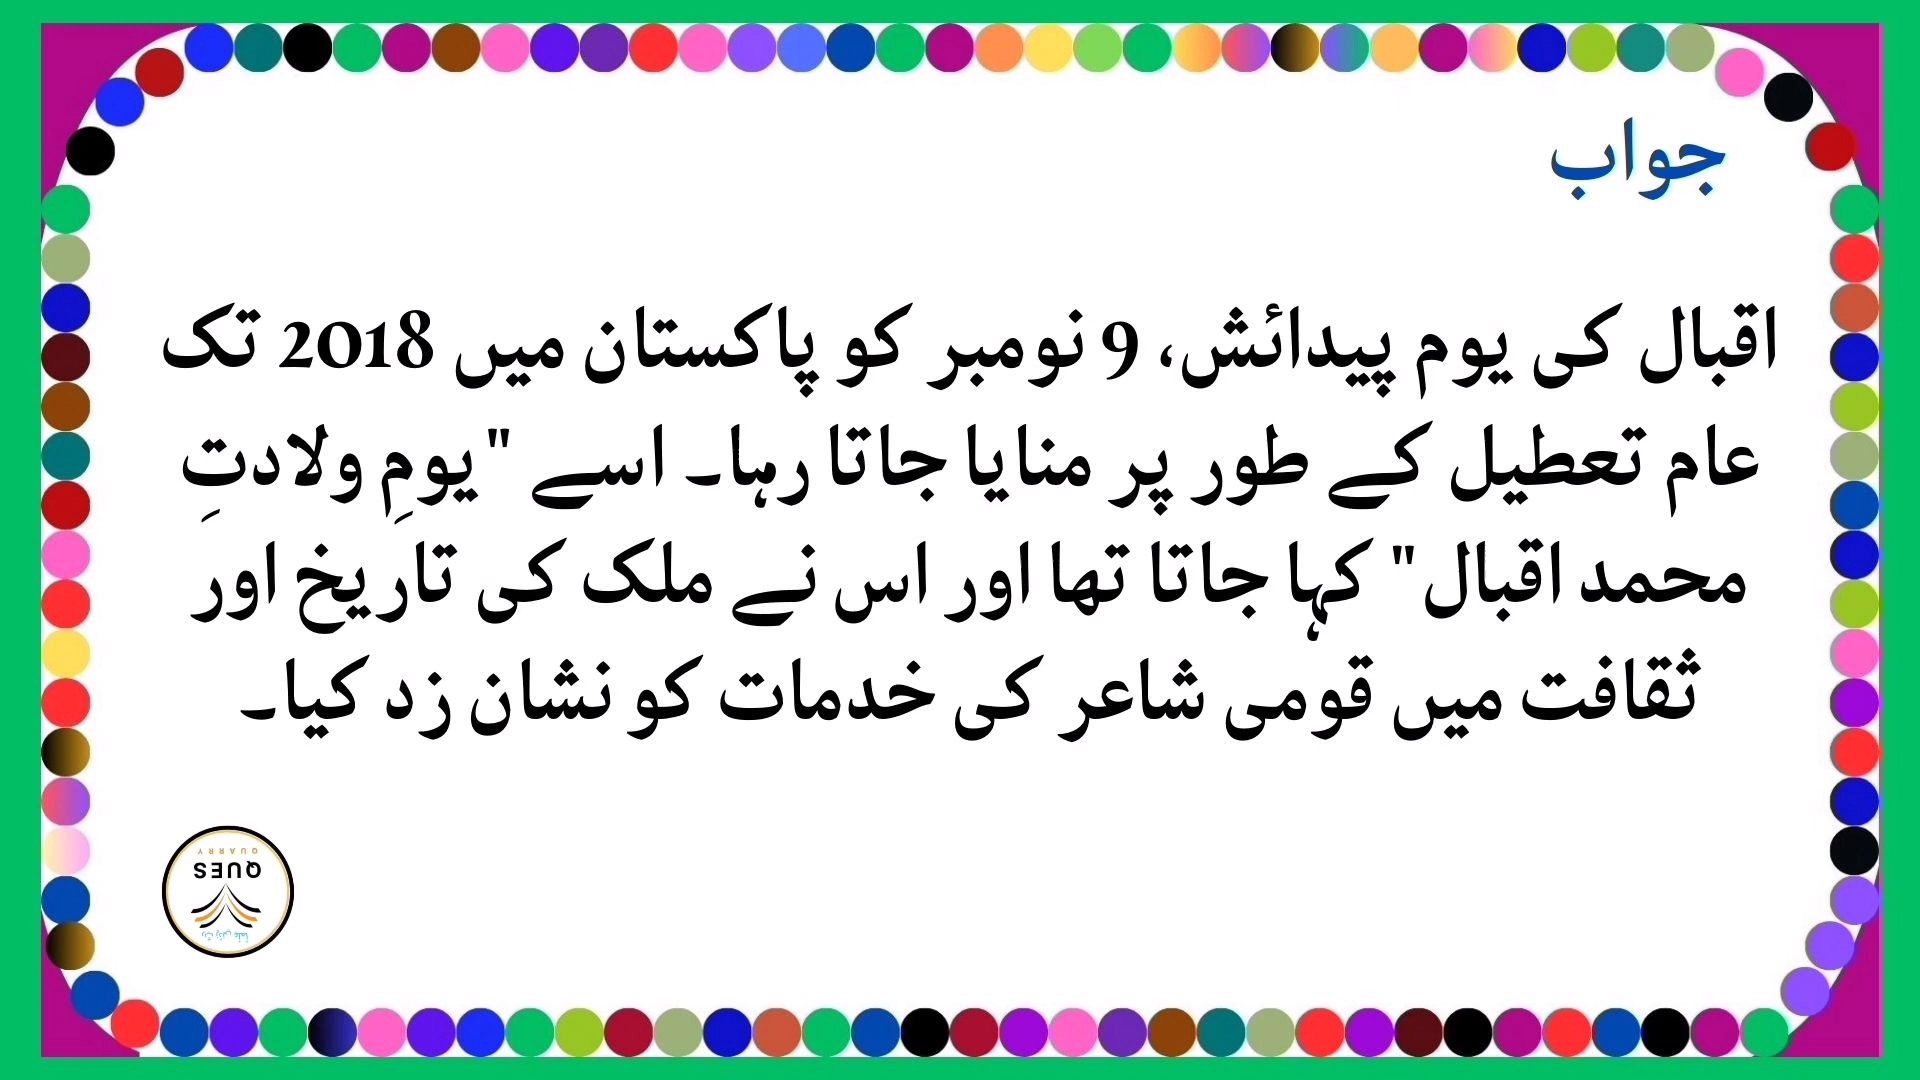 جواب
اقبال کی یوم پیدائش، 9 نومبر کو پاکستان میں 2018 تک
عام تعطیل کے طور پر منایا جاتا رہا۔ اسے "یومِ ولادتِ
محمد اقبال" کہا جاتا تھا اور اس نے ملک کی تاریخ اور
ثقافت میں قومی شاعر کی خدمات کو نشان زد کیا۔
QUARRY
QUES